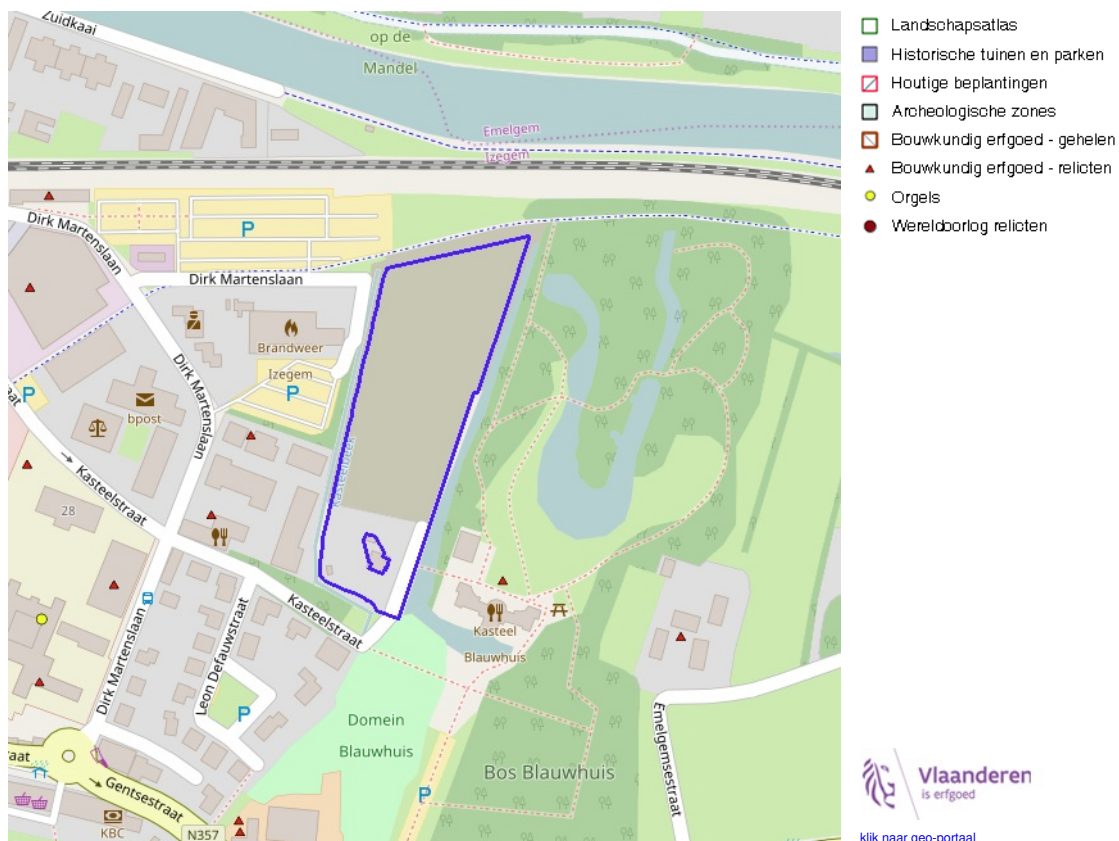 Zuidkaai
op de
Mandel
Emelgem
Izegem
Dirk Martenslaan
P
Dirk Martenslaan
Brandweer
Izegem
P
P
bpost
Dirk Martenslaan
aat
Kasteelstraat
Kasteelbeek
28
Kasteelstraat
Dirk Martenslaan
Leon Defauwstraat
P
Kasteel
Blauwhuis
Domein
Blauwhuis
Bos Blauwhuis
Emelgemsestraat
P
raat
Gentsestraat
KBC
N357
Landschapsatlas
Historische tuinen en parken
Houtige beplantingen
Archeologische zones
Bouwkundig erfgoed - gehelen
Bouwkundig erfgoed - relicten
Orgels
Wereldoorlog relicten
Vlaanderen
is erfgoed
klik naar geo-portaal